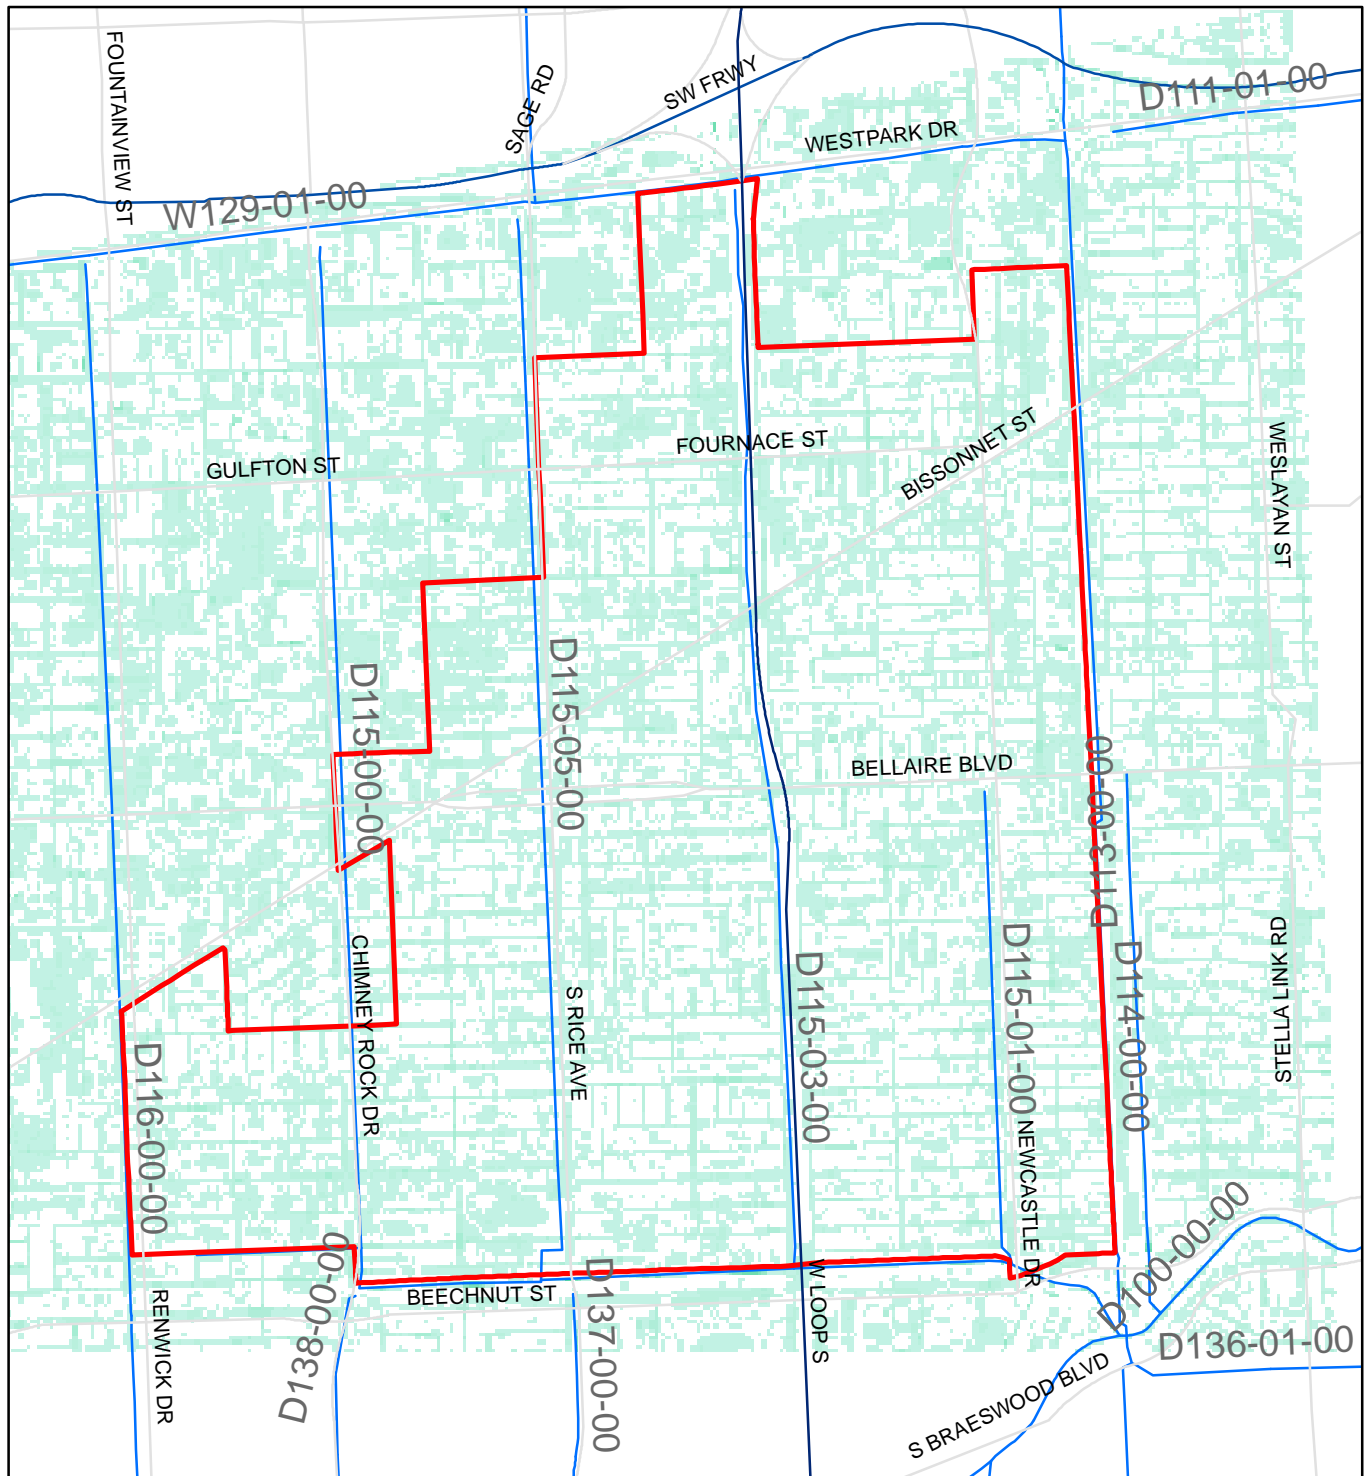 FOUNTAINVIEW ST
SAGE RD
SW FRWY
D111-01-00
WESTPARK DR
W129-01-00
GULFTON ST
FOURNACE ST
BISSONNET ST
WESLAYAN ST
D115-00-00
D115-05-00
BELLAIRE BLVD
D113-00-00
CHIMNEY ROCK DR
S RICE AVE
D115-03-00
D115-01-00
D114-00-00
STELLA LINK RD
D116-00-00
NEWCASTLE DR
D100-00-00
D138-00-00
BEECHNUT ST
D137-00-00
W LOOP S
RENWICK DR
S BRAESWOOD BLVD
D136-01-00